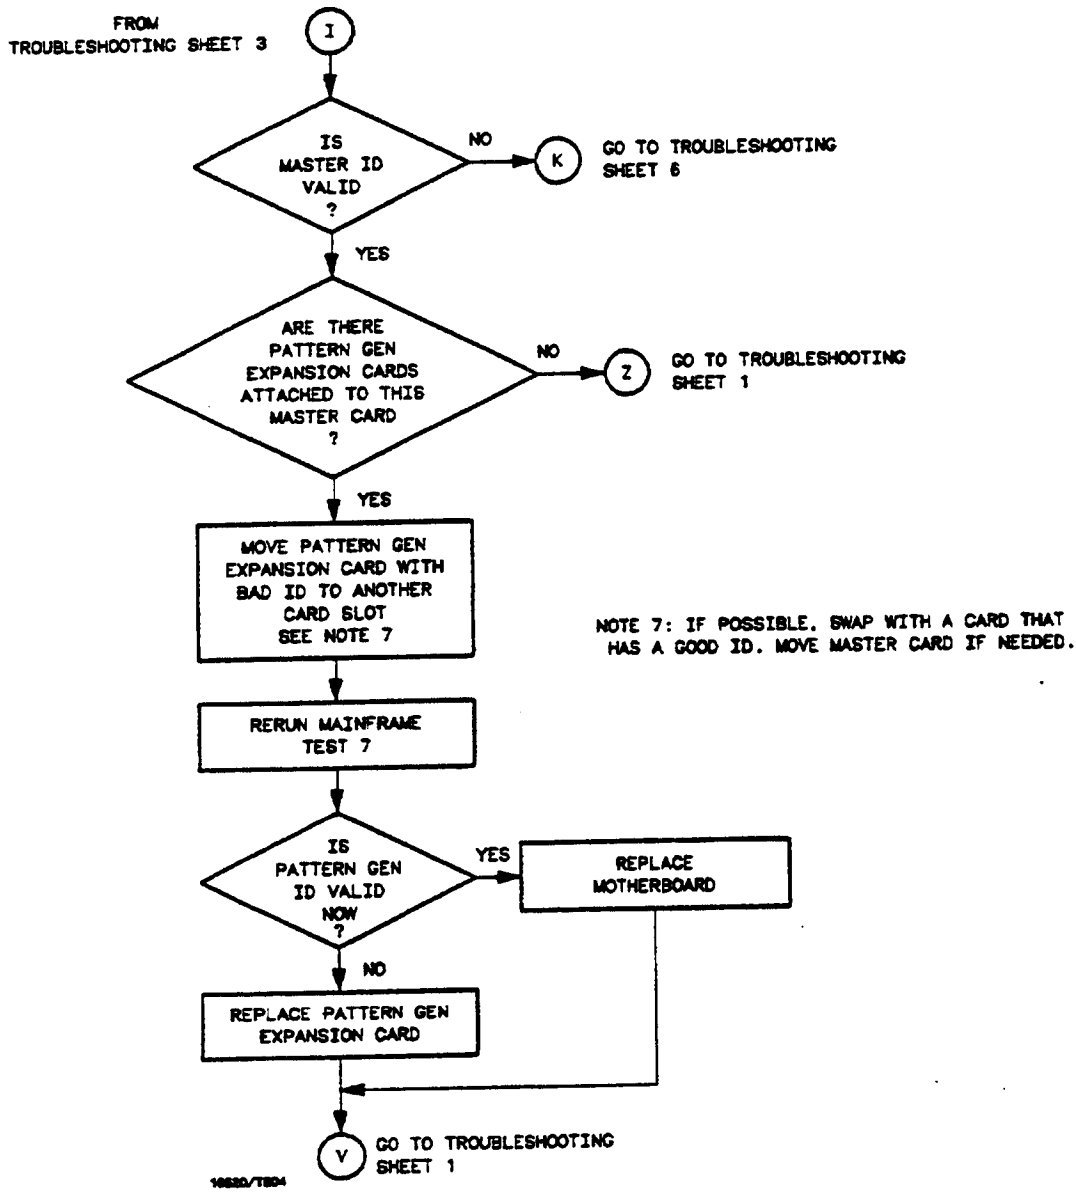 FROM
TROUBLESHOOTING SHEET 3
I
IS
MASTER ID
VALID
?
NO
K
GO TO TROUBLESHOOTING
SHEET 6
YES
ARE THERE
PATTERN GEN
EXPANSION CARDS
ATTACHED TO THIS
MASTER CARD
?
NO
Z
GO TO TROUBLESHOOTING
SHEET 1
YES
MOVE PATTERN GEN
EXPANSION CARD WITH
BAD ID TO ANOTHER
CARD SLOT
SEE NOTE 7
NOTE 7: IF POSSIBLE, SWAP WITH A CARD THAT
HAS A GOOD ID. MOVE MASTER CARD IF NEEDED.
RERUN MAINFRAME
TEST 7
IS
PATTERN GEN
ID VALID
NOW
?
YES
REPLACE
MOTHERBOARD
NO
REPLACE PATTERN GEN
EXPANSION CARD
V
GO TO TROUBLESHOOTING
SHEET 1
16520/TS04